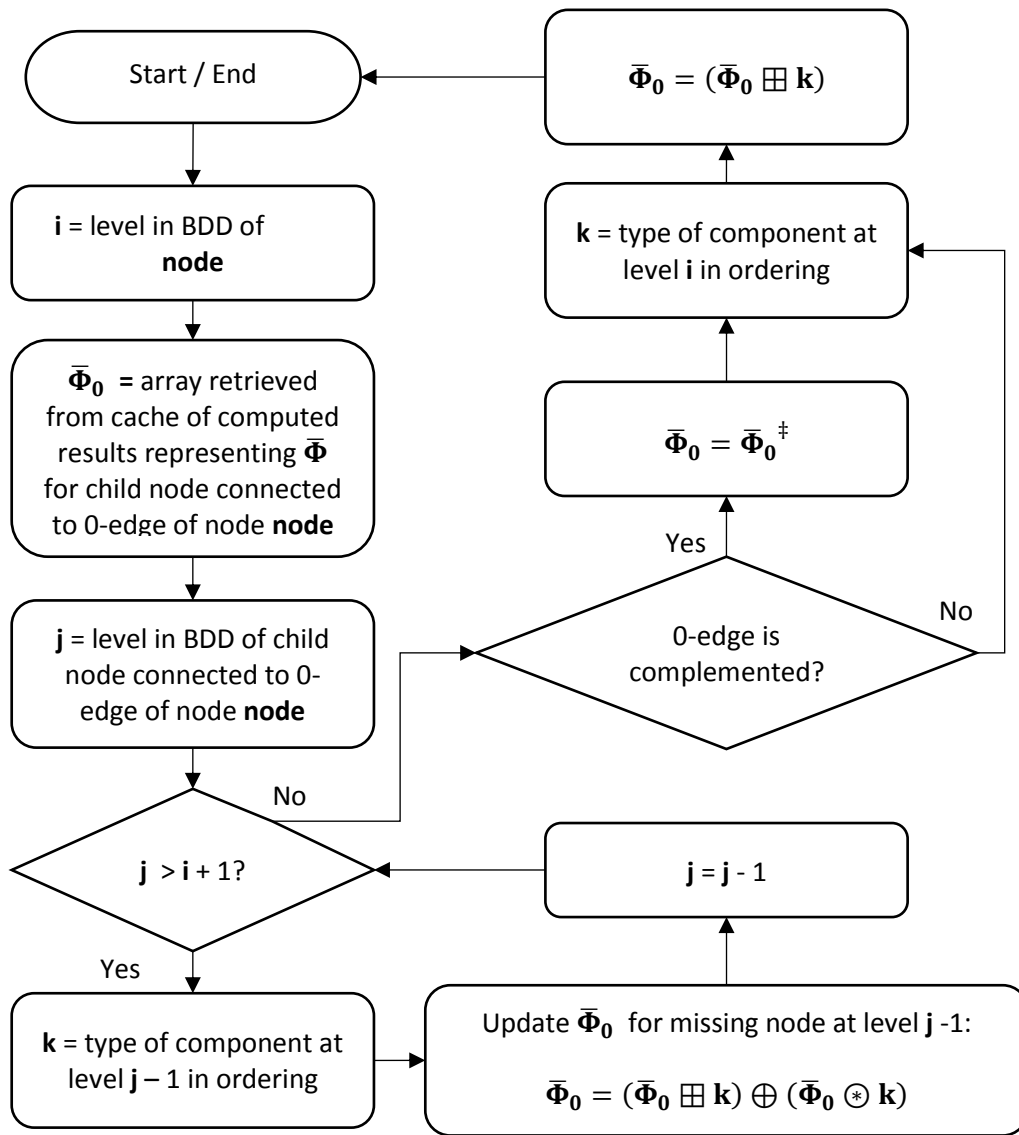 Start / End
i = level in BDD of
node
Φ̅₀ = array retrieved
from cache of computed
results representing Φ̅
for child node connected
to 0-edge of node node
j = level in BDD of child
node connected to 0-
edge of node node
No
j > i + 1?
Yes
k = type of component at
level j – 1 in ordering
Update Φ̅₀ for missing node at level j -1:
Φ̅₀ = (Φ̅₀ ⊞ k) ⊕ (Φ̅₀ ⊛ k)
j = j - 1
0-edge is
complemented?
Yes
No
Φ̅₀ = Φ̅₀‡
k = type of component at
level i in ordering
Φ̅₀ = (Φ̅₀ ⊞ k)